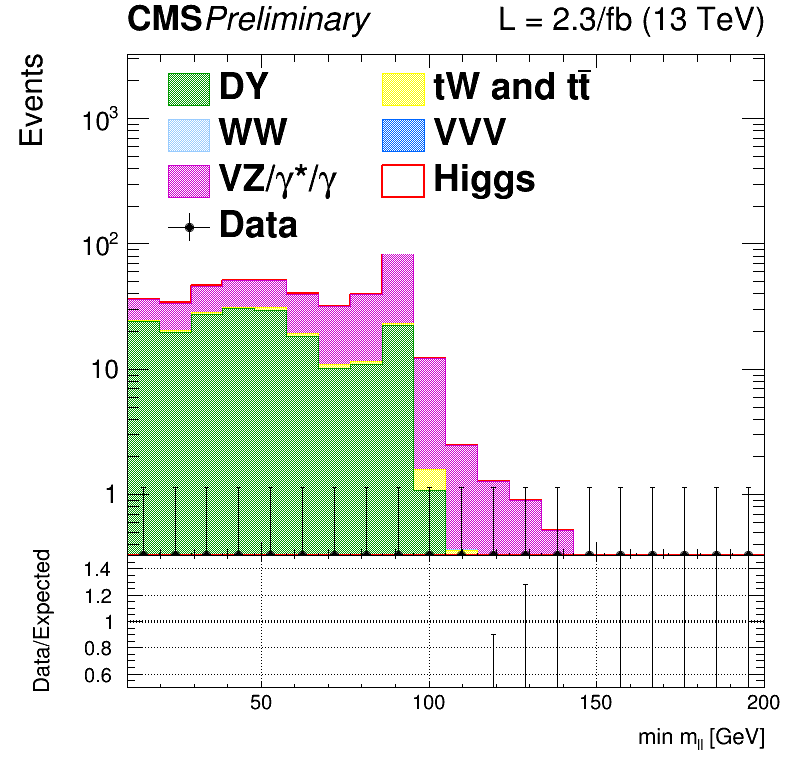 CMS Preliminary L = 2.3/fb (13 TeV)
Events
DY tW and tt̄
WW VVV
VZ/γ*/γ Higgs
Data
10³
10²
10
1
Data/Expected
1.4
1.2
1
0.8
0.6
50 100 150 200
min m_ll [GeV]